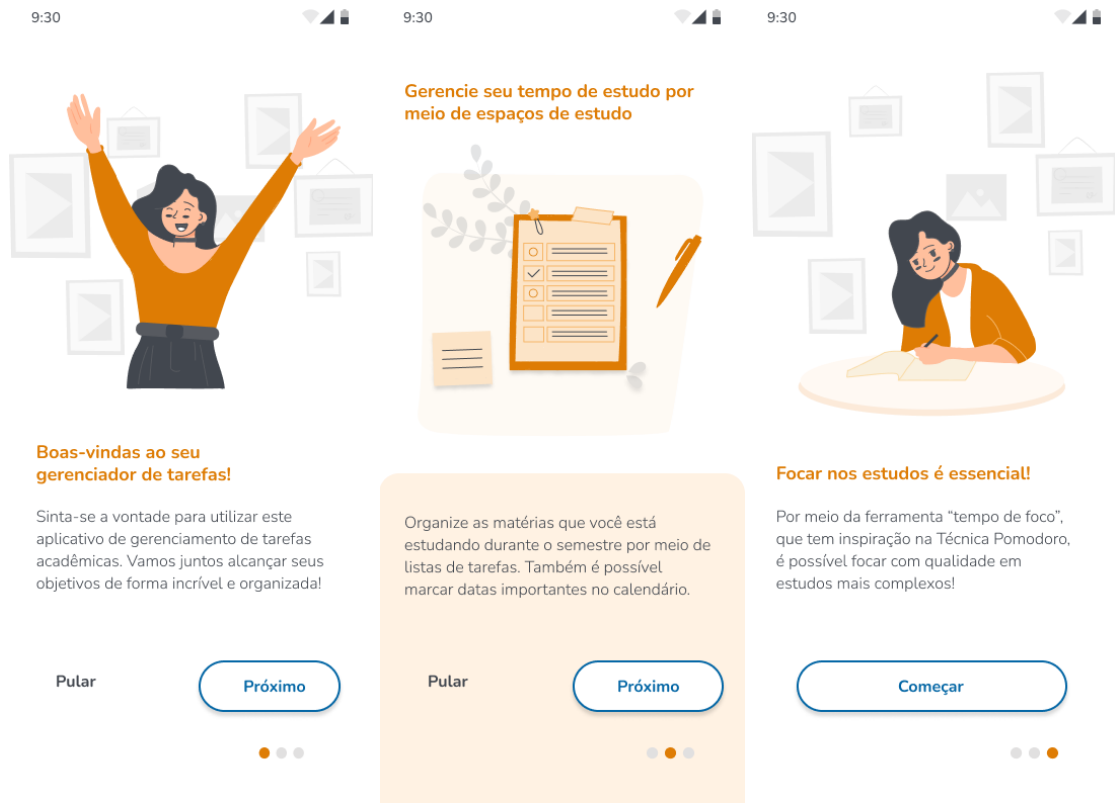 9:30
Boas-vindas ao seu
gerenciador de tarefas!
Sinta-se a vontade para utilizar este
aplicativo de gerenciamento de tarefas
acadêmicas. Vamos juntos alcançar seus
objetivos de forma incrível e organizada!
Pular
Próximo
9:30
Gerencie seu tempo de estudo por
meio de espaços de estudo
Organize as matérias que você está
estudando durante o semestre por meio de
listas de tarefas. Também é possível
marcar datas importantes no calendário.
Pular
Próximo
9:30
Focar nos estudos é essencial!
Por meio da ferramenta “tempo de foco”,
que tem inspiração na Técnica Pomodoro,
é possível focar com qualidade em
estudos mais complexos!
Começar